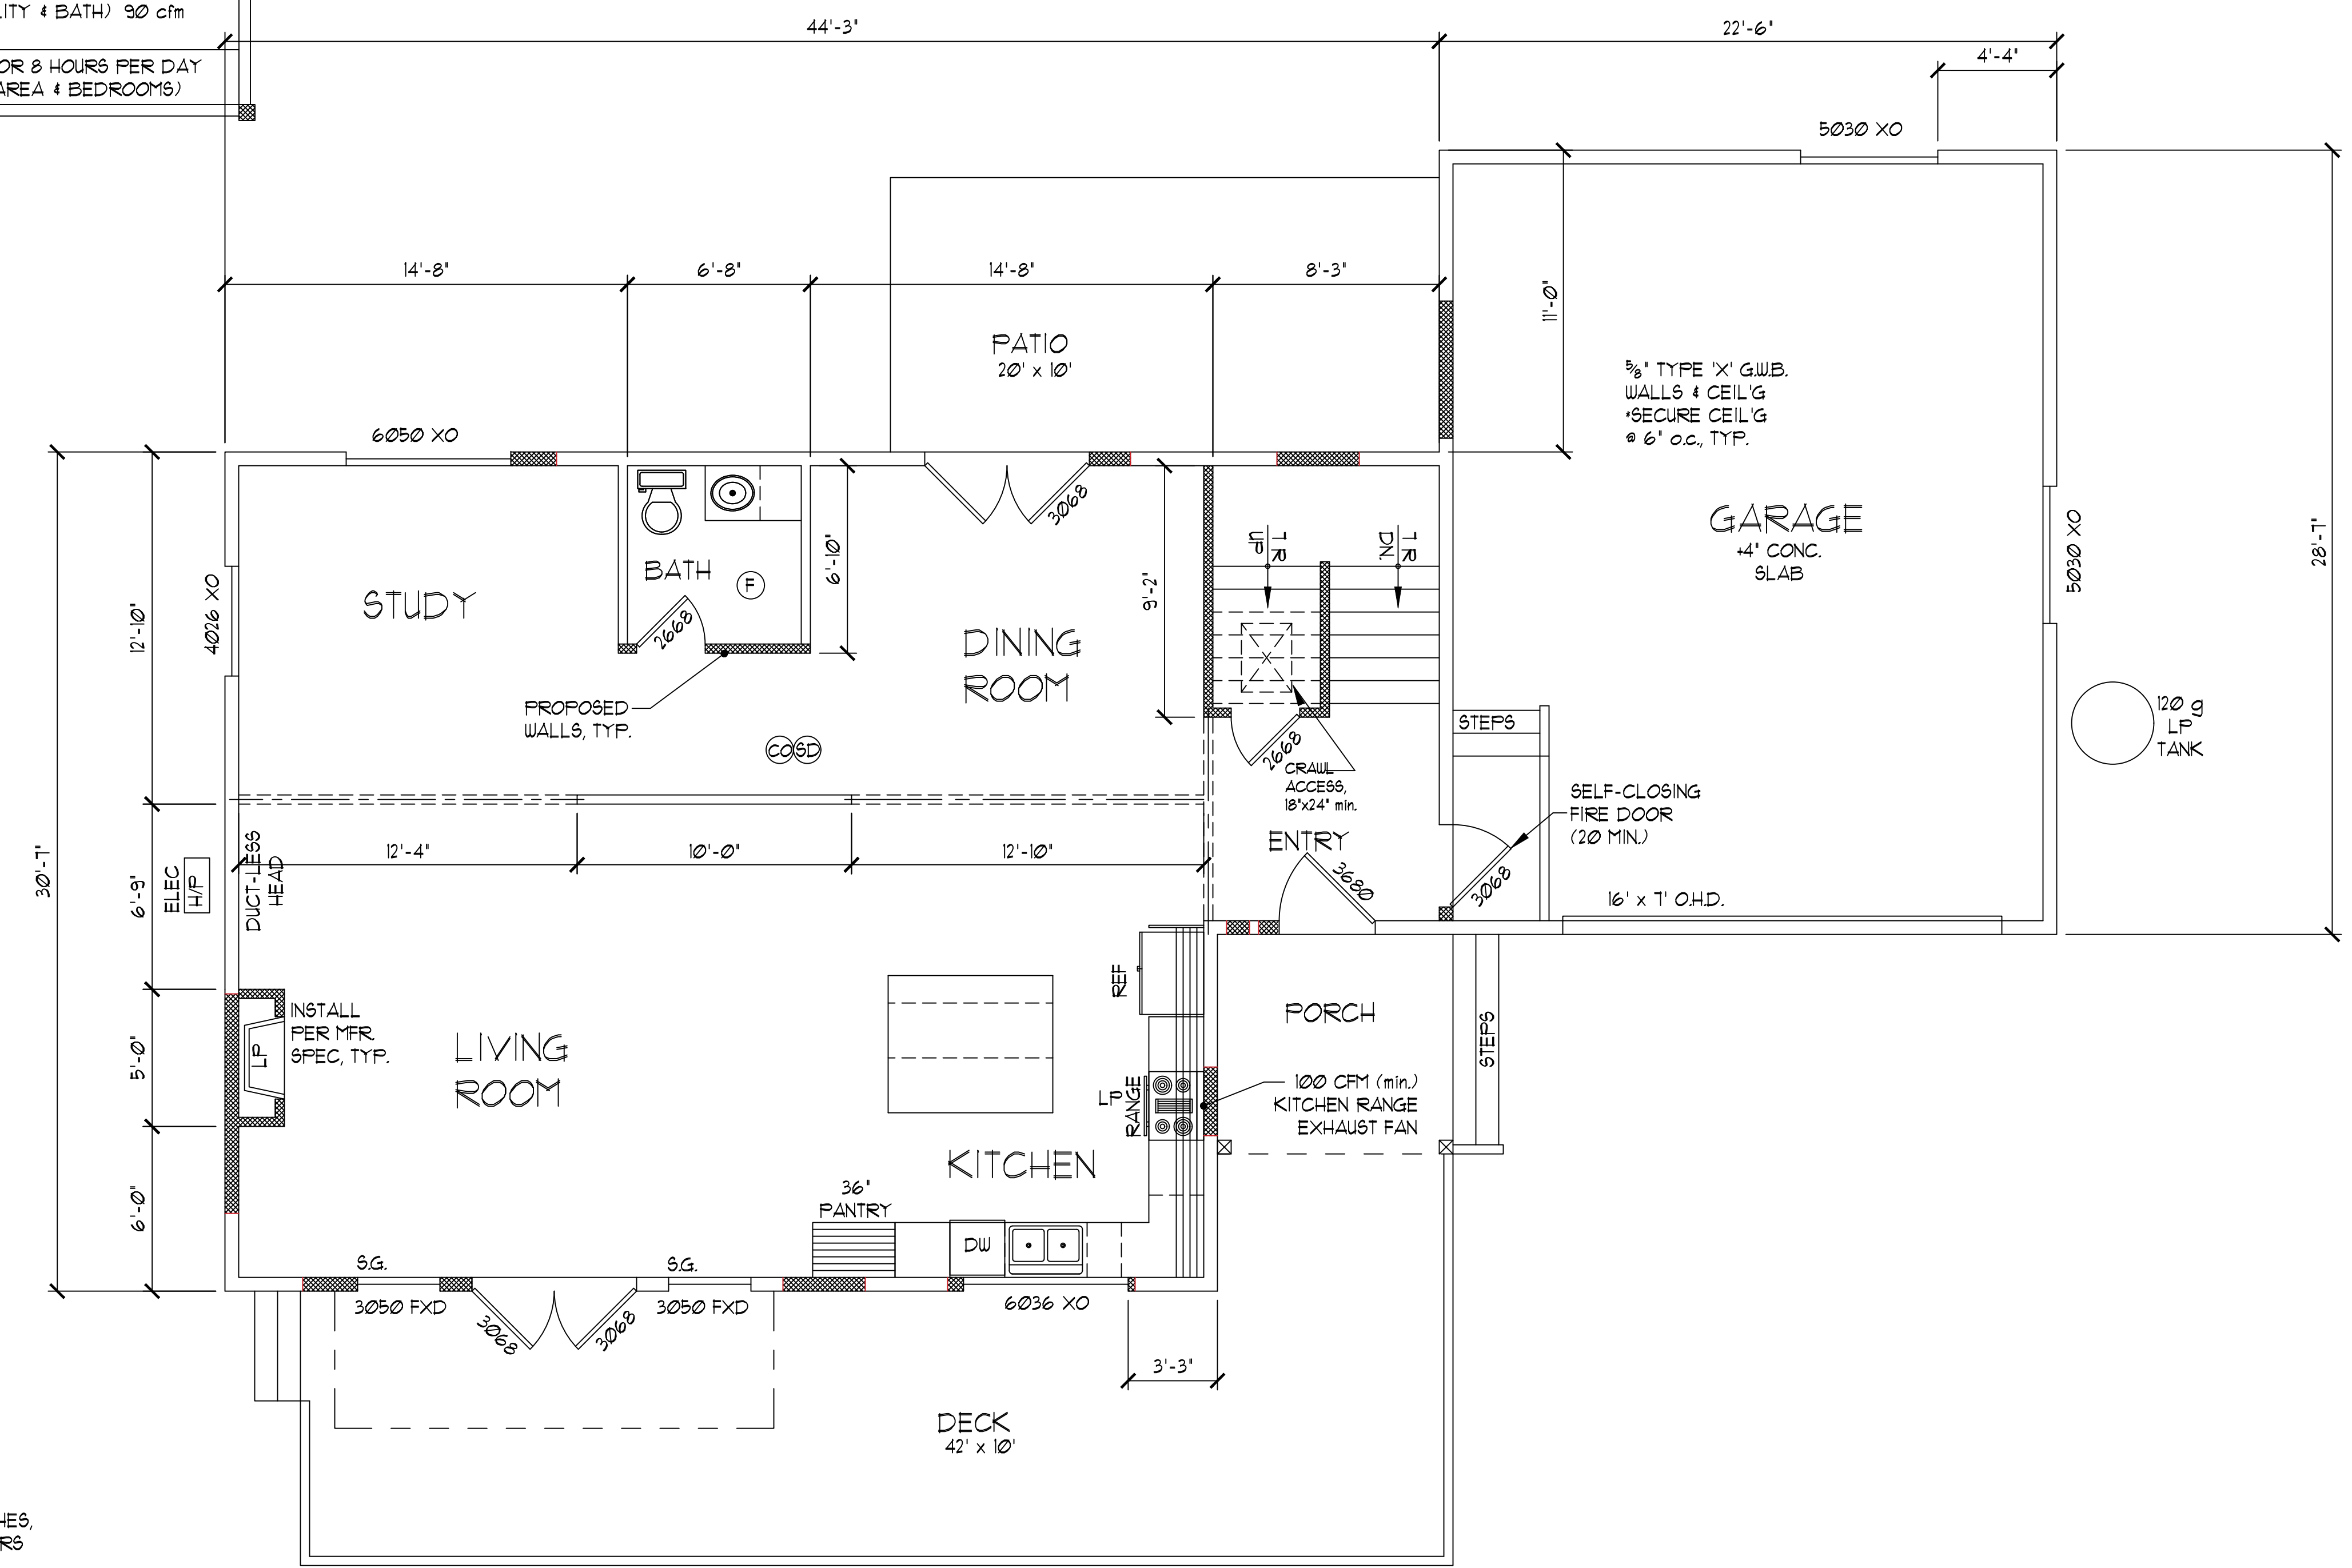 LITY & BATH) 90 cfm
OR 8 HOURS PER DAY
AREA & BEDROOMS)
44'-3"
22'-6"
4'-4"
5030 XO
14'-8"
6'-8"
14'-8"
8'-3"
11'-0"
PATIO
20' x 10'
5/8" TYPE 'X' G.W.B.
WALLS & CEIL'G
*SECURE CEIL'G
@ 6" o.c., TYP.
6050 XO
3068
GARAGE
+4" CONC.
SLAB
5030 XO
28'-7"
BATH
F
6'-10"
9'-2"
7 R
UP
7 R
DN.
STUDY
4026 XO
12'-10"
2668
DINING
ROOM
PROPOSED
WALLS, TYP.
CO
SD
2668
CRAWL
ACCESS,
18"x24" min.
STEPS
120 g
LP
TANK
SELF-CLOSING
FIRE DOOR
(20 MIN.)
ENTRY
3680
3068
16' x 7' O.H.D.
12'-4"
10'-0"
12'-10"
30'-7"
6'-9"
ELEC
H/P
DUCT-LESS
HEAD
INSTALL
PER MFR.
SPEC, TYP.
LP
5'-0"
6'-0"
LIVING
ROOM
REF
PORCH
STEPS
LP
RANGE
100 CFM (min.)
KITCHEN RANGE
EXHAUST FAN
KITCHEN
36"
PANTRY
DW
S.G.
S.G.
3050 FXD
3050 FXD
3068
3068
6036 XO
3'-3"
DECK
42' x 10'
HES,
RS